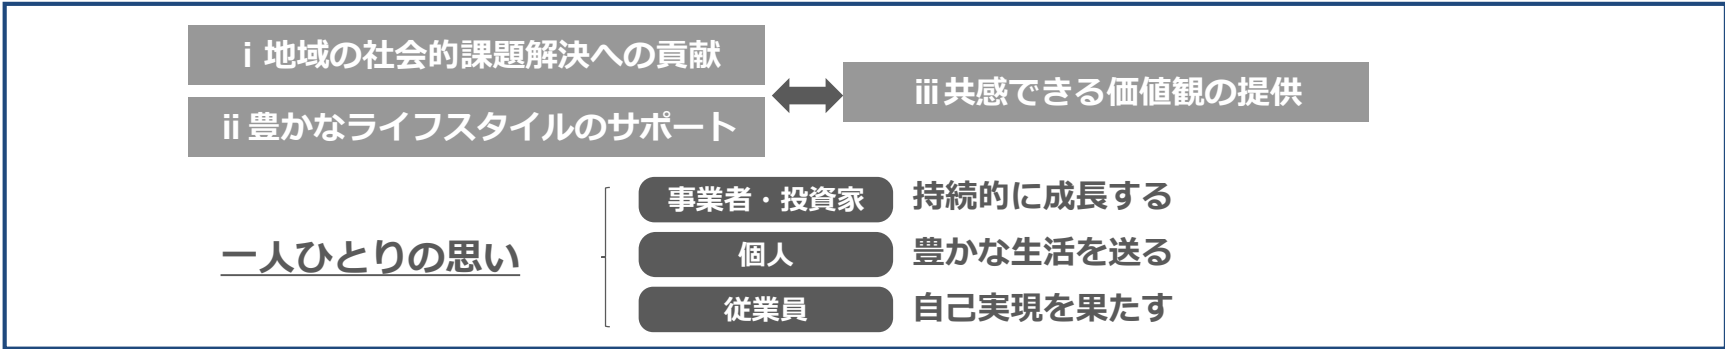 ⅰ 地域の社会的課題解決への貢献
ⅱ 豊かなライフスタイルのサポート
ⅲ 共感できる価値観の提供
一人ひとりの思い
事業者・投資家 持続的に成長する
個人 豊かな生活を送る
従業員 自己実現を果たす